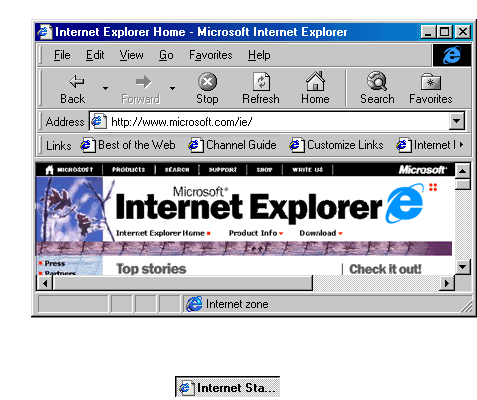 Internet Explorer Home - Microsoft Internet Explorer
File Edit View Go Favorites Help
Back Forward Stop Refresh Home Search Favorites
Address http://www.microsoft.com/ie/
Links Best of the Web Channel Guide Customize Links Internet I
MICROSOFT PRODUCTS SEARCH SUPPORT SHOP WRITE US Microsoft
Microsoft®
Internet Explorer
Internet Explorer Home Product Info Download
Press
Partners
Top stories Check it out!
Internet zone
Internet Sta...